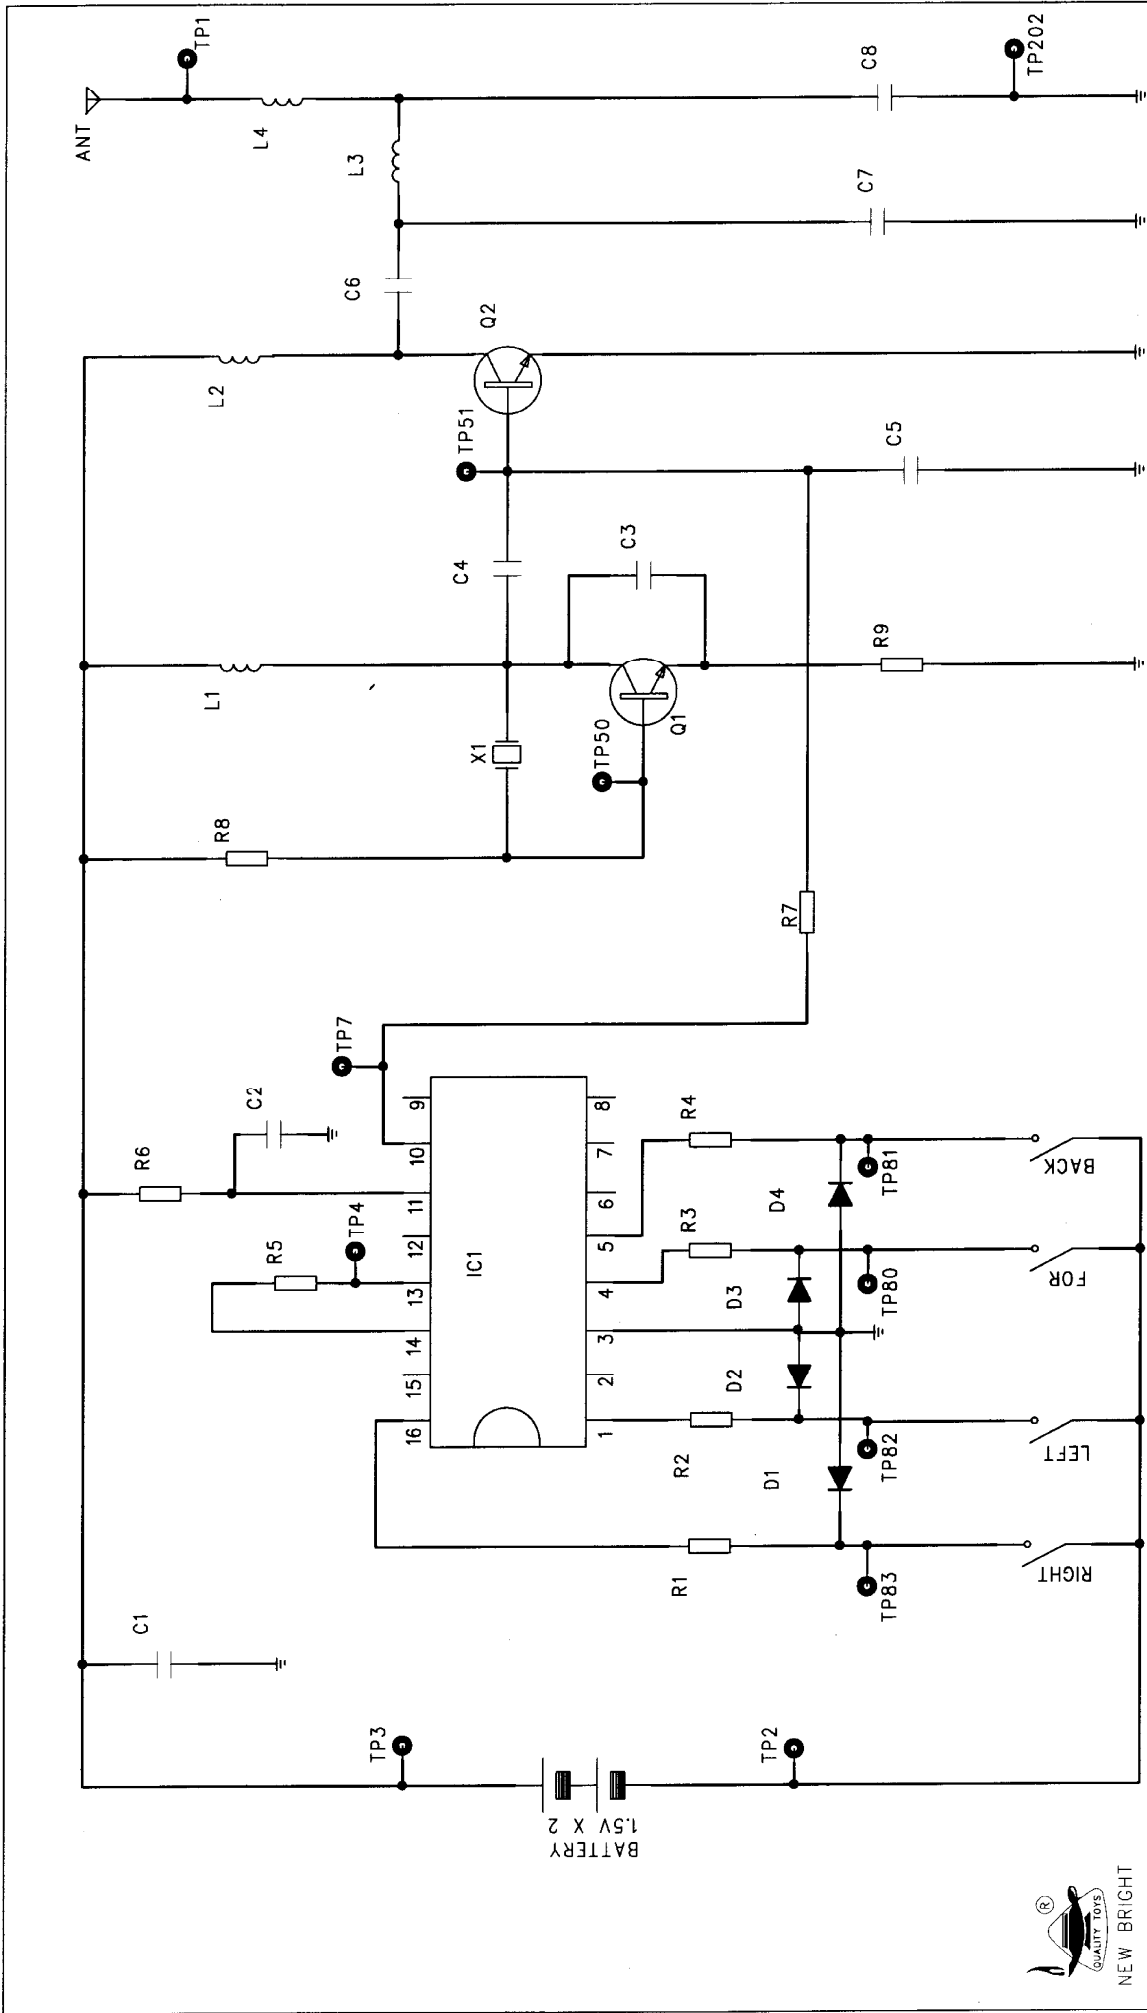 ANT
TP1
L4
L3
C8
TP202
C7
C6
L2
Q2
TP51
C5
C4
C3
L1
X1
TP50
Q1
R9
R8
R7
TP7
C2
R6
R5
TP4
16 15 14 13 12 11 10 9
IC1
1 2 3 4 5 6 7 8
R4
R3
R2
R1
D4
D3
D2
D1
TP81
TP80
TP82
TP83
BACK
FOR
LEFT
RIGHT
C1
TP3
TP2
BATTERY
1.5V X 2
®
QUALITY TOYS
NEW BRIGHT